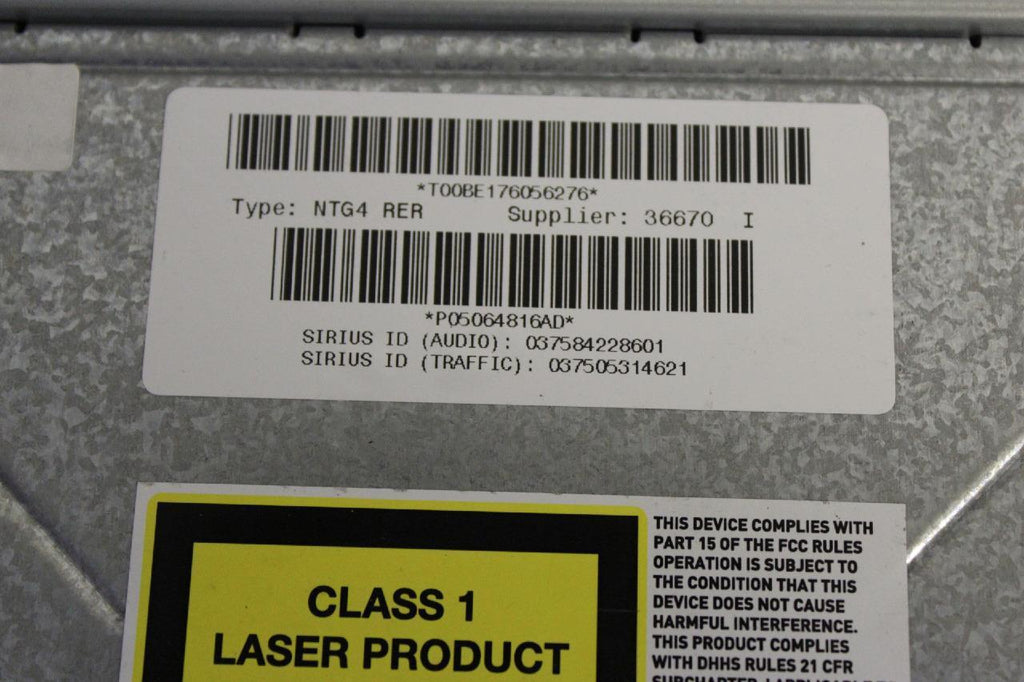 *T00BE176056276*
Type: NTG4 RER Supplier: 36670 I
*P05064816AD*
SIRIUS ID (AUDIO): 037584228601
SIRIUS ID (TRAFFIC): 037505314621
CLASS 1
LASER PRODUCT
THIS DEVICE COMPLIES WITH
PART 15 OF THE FCC RULES
OPERATION IS SUBJECT TO
THE CONDITION THAT THIS
DEVICE DOES NOT CAUSE
HARMFUL INTERFERENCE.
THIS PRODUCT COMPLIES
WITH DHHS RULES 21 CFR